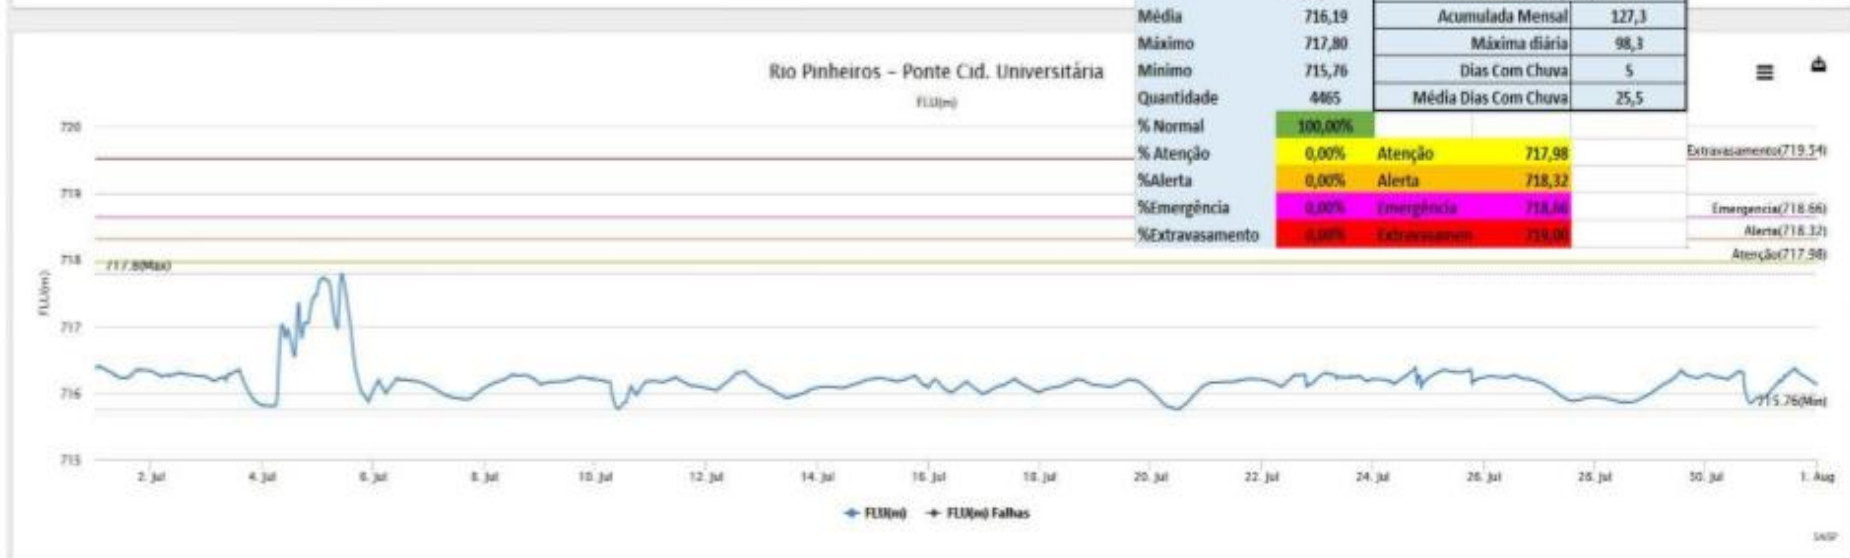 Média 716,19 Acumulada Mensal 127,3
Máximo 717,80 Máxima diária 98,3
Mínimo 715,76 Dias Com Chuva 5
Quantidade 4465 Média Dias Com Chuva 25,5
% Normal 100,00%
% Atenção 0,00% Atenção 717,98
%Alerta 0,00% Alerta 718,32
%Emergência 0,00% Emergência 718,66
%Extravasamento 0,00% Extravasamen 719,00
Rio Pinheiros - Ponte Cid. Universitária
FLU(m)
720
719
718
717
716
715
FLU(m)
Extravasamento(719.54)
Emergencia(718.66)
Alerta(718.32)
Atenção(717.98)
717.8(Max)
715.76(Min)
2. Jul 4. Jul 6. Jul 8. Jul 10. Jul 12. Jul 14. Jul 16. Jul 18. Jul 20. Jul 22. Jul 24. Jul 26. Jul 28. Jul 30. Jul 1. Aug
FLU(m) FLU(m) Falhas